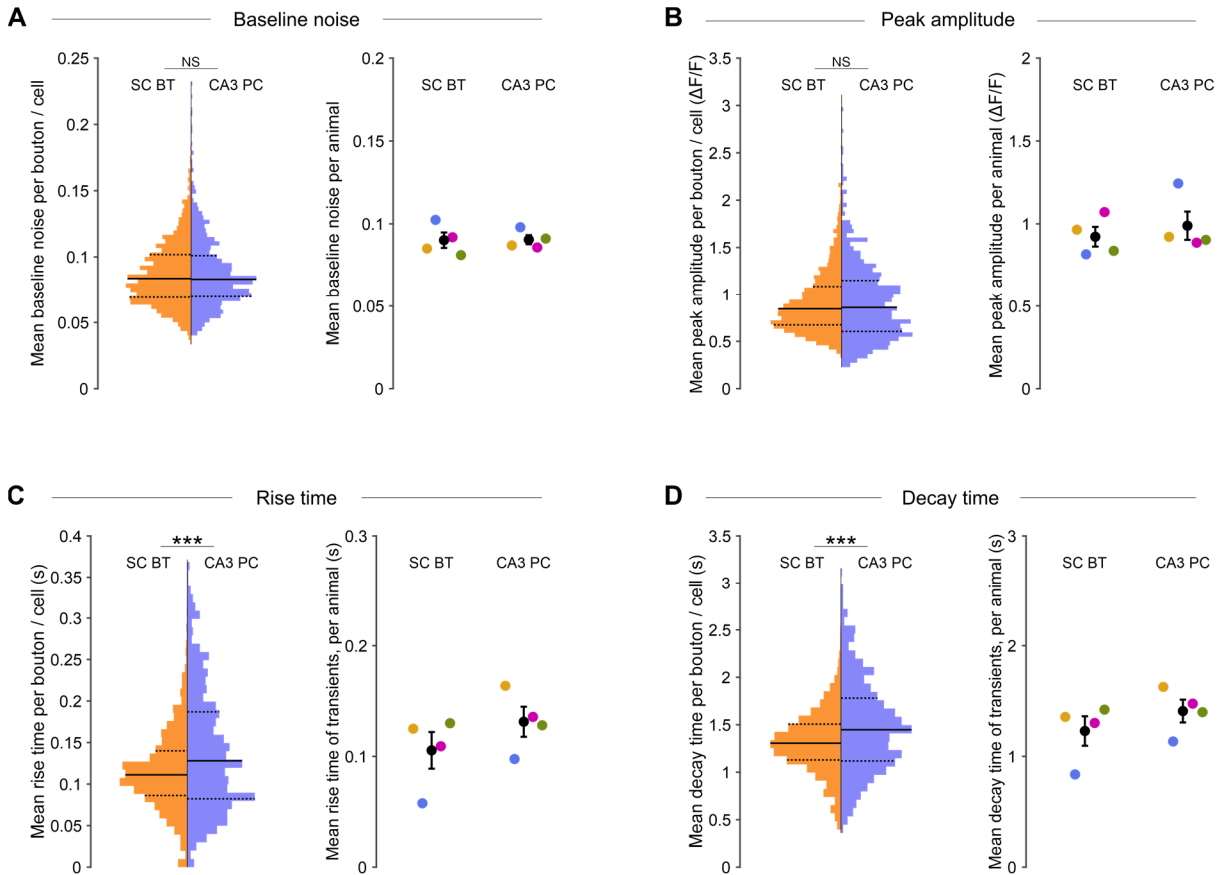 A
Baseline noise
Mean baseline noise per bouton / cell
0.25
0.2
0.15
0.1
0.05
0
NS
SC BT
CA3 PC
Mean baseline noise per animal
0.2
0.15
0.1
0.05
0
SC BT
CA3 PC
B
Peak amplitude
Mean peak amplitude per bouton / cell (ΔF/F)
3.5
3
2.5
2
1.5
1
0.5
0
NS
SC BT
CA3 PC
Mean peak amplitude per animal (ΔF/F)
2
1.5
1
0.5
0
SC BT
CA3 PC
C
Rise time
Mean rise time per bouton / cell (s)
0.4
0.35
0.3
0.25
0.2
0.15
0.1
0.05
0
***
SC BT
CA3 PC
Mean rise time of transients, per animal (s)
0.3
0.2
0.1
0
SC BT
CA3 PC
D
Decay time
Mean decay time per bouton / cell (s)
3.5
3
2.5
2
1.5
1
0.5
0
***
SC BT
CA3 PC
Mean decay time of transients, per animal (s)
3
2
1
0
SC BT
CA3 PC